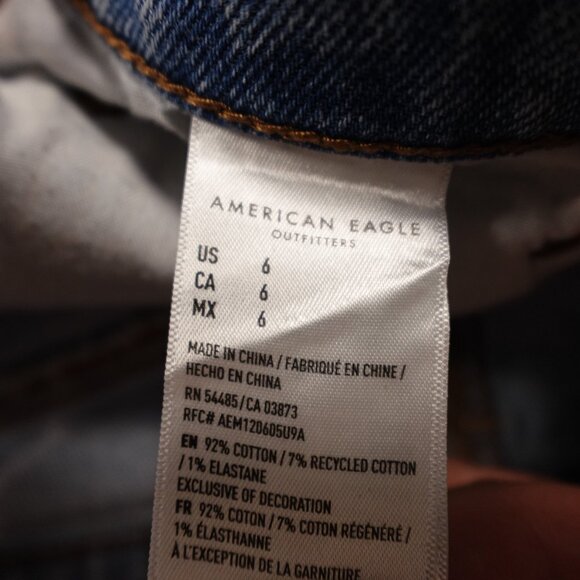 AMERICAN EAGLE
OUTFITTERS
US 6
CA 6
MX 6
MADE IN CHINA / FABRIQUÉ EN CHINE /
HECHO EN CHINA
RN 54485/CA 03873
RFC# AEM120605U9A
EN 92% COTTON / 7% RECYCLED COTTON
/ 1% ELASTANE
EXCLUSIVE OF DECORATION
FR 92% COTON / 7% COTON RÉGÉNÉRÉ /
1% ÉLASTHANNE
À L'EXCEPTION DE LA GARNITURE